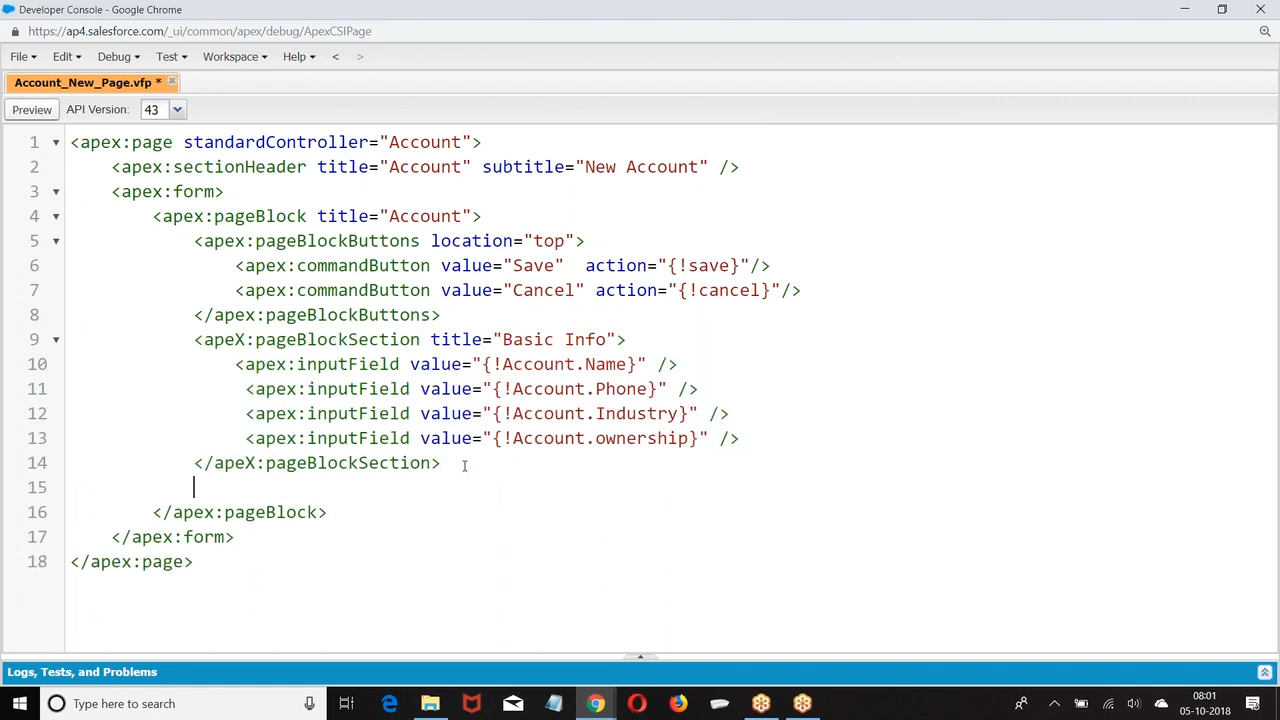 Developer Console - Google Chrome
https://ap4.salesforce.com/_ui/common/apex/debug/ApexCSIPage
File Edit Debug Test Workspace Help < >
Account_New_Page.vfp *
Preview API Version: 43
1 <apex:page standardController="Account">
2 <apex:sectionHeader title="Account" subtitle="New Account" />
3 <apex:form>
4 <apex:pageBlock title="Account">
5 <apex:pageBlockButtons location="top">
6 <apex:commandButton value="Save"  action="{!save}"/>
7 <apex:commandButton value="Cancel" action="{!cancel}"/>
8 </apex:pageBlockButtons>
9 <apeX:pageBlockSection title="Basic Info">
10 <apex:inputField value="{!Account.Name}" />
11 <apex:inputField value="{!Account.Phone}" />
12 <apex:inputField value="{!Account.Industry}" />
13 <apex:inputField value="{!Account.ownership}" />
14 </apeX:pageBlockSection>
15
16 </apex:pageBlock>
17 </apex:form>
18 </apex:page>
Logs, Tests, and Problems
Type here to search
08:01
05-10-2018